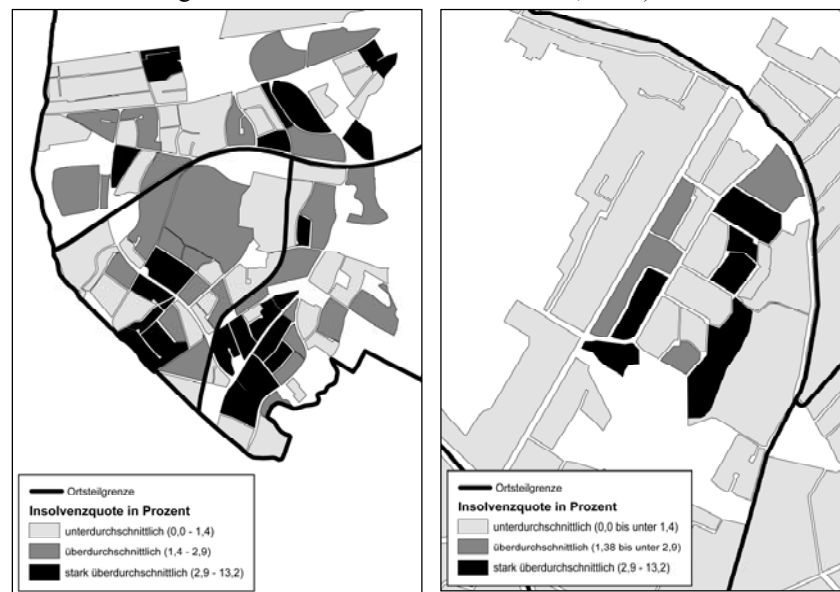 Ortsteilgrenze
Insolvenzquote in Prozent
unterdurchschnittlich (0,0 - 1,4)
überdurchschnittlich (1,4 - 2,9)
stark überdurchschnittlich (2,9 - 13,2)
Ortsteilgrenze
Insolvenzquote in Prozent
unterdurchschnittlich (0,0 bis unter 1,4)
überdurchschnittlich (1,38 bis unter 2,9)
stark überdurchschnittlich (2,9 - 13,2)